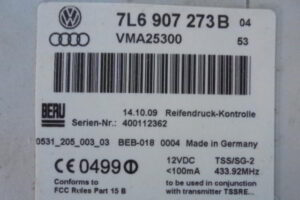 7L6 907 273 B 04
VMA25300 53
BERU 14.10.09 Reifendruck-Kontrolle
Serien-Nr.: 400112362
0531_205_003_03 BEB-018 0004 Made in Germany
CE 0499 12VDC TSS/SG-2
<100mA 433.92MHz
Conforms to to be used in conjunction
FCC Rules Part 15 B with transmitter TSSRE...